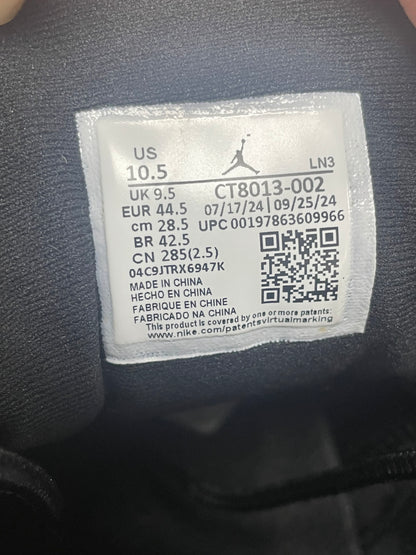 US
10.5
LN3
UK 9.5 CT8013-002
EUR 44.5 07/17/24 | 09/25/24
cm 28.5 UPC 00197863609966
BR 42.5
CN 285(2.5)
04C9JTRX6947K
MADE IN CHINA
HECHO EN CHINA
FABRIQUE EN CHINE
FABRICADO NA CHINA
This product is covered by one or more patents:
www.nike.com/patentsvirtualmarking